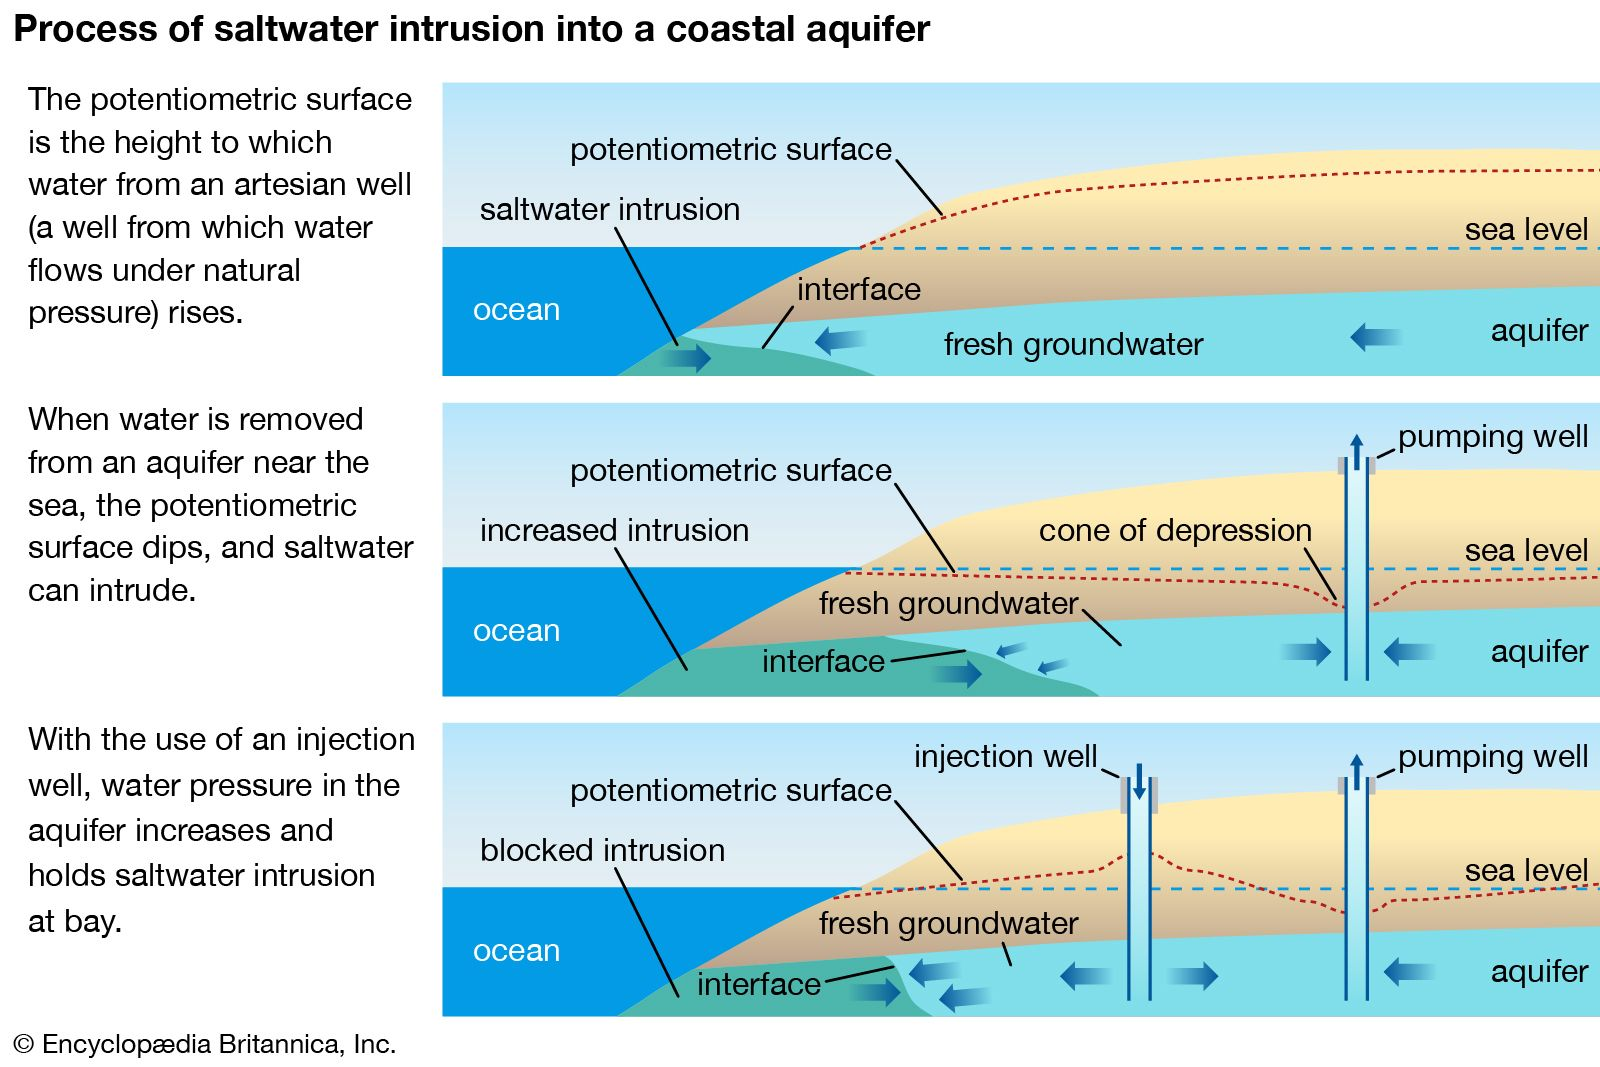 Process of saltwater intrusion into a coastal aquifer
The potentiometric surface
is the height to which
water from an artesian well
(a well from which water
flows under natural
pressure) rises.
potentiometric surface
saltwater intrusion
sea level
interface
ocean
fresh groundwater
aquifer
When water is removed
from an aquifer near the
sea, the potentiometric
surface dips, and saltwater
can intrude.
pumping well
potentiometric surface
increased intrusion
cone of depression
sea level
fresh groundwater
ocean
interface
aquifer
With the use of an injection
well, water pressure in the
aquifer increases and
holds saltwater intrusion
at bay.
injection well
pumping well
potentiometric surface
blocked intrusion
sea level
fresh groundwater
ocean
interface
aquifer
© Encyclopædia Britannica, Inc.